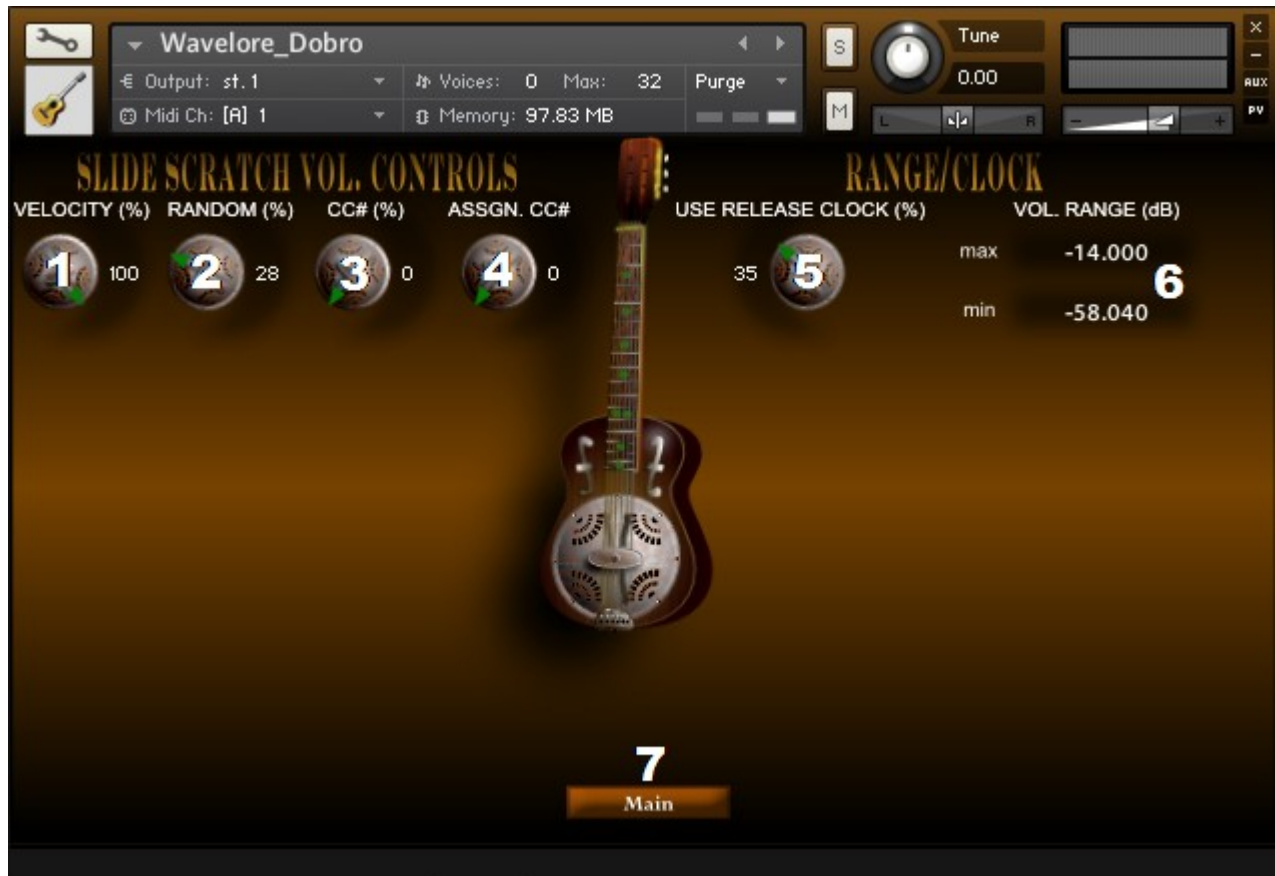 Wavelore_Dobro
Output: st.1
Voices: 0 Max: 32
Purge
Midi Ch: [A] 1
Memory: 97.83 MB
S
M
Tune
0.00
L
R
AUX
PV
SLIDE SCRATCH VOL. CONTROLS
RANGE/CLOCK
VELOCITY (%)
RANDOM (%)
CC# (%)
ASSGN. CC#
USE RELEASE CLOCK (%)
VOL. RANGE (dB)
1
100
2
28
3
0
4
0
35
5
max
-14.000
6
min
-58.040
7
Main